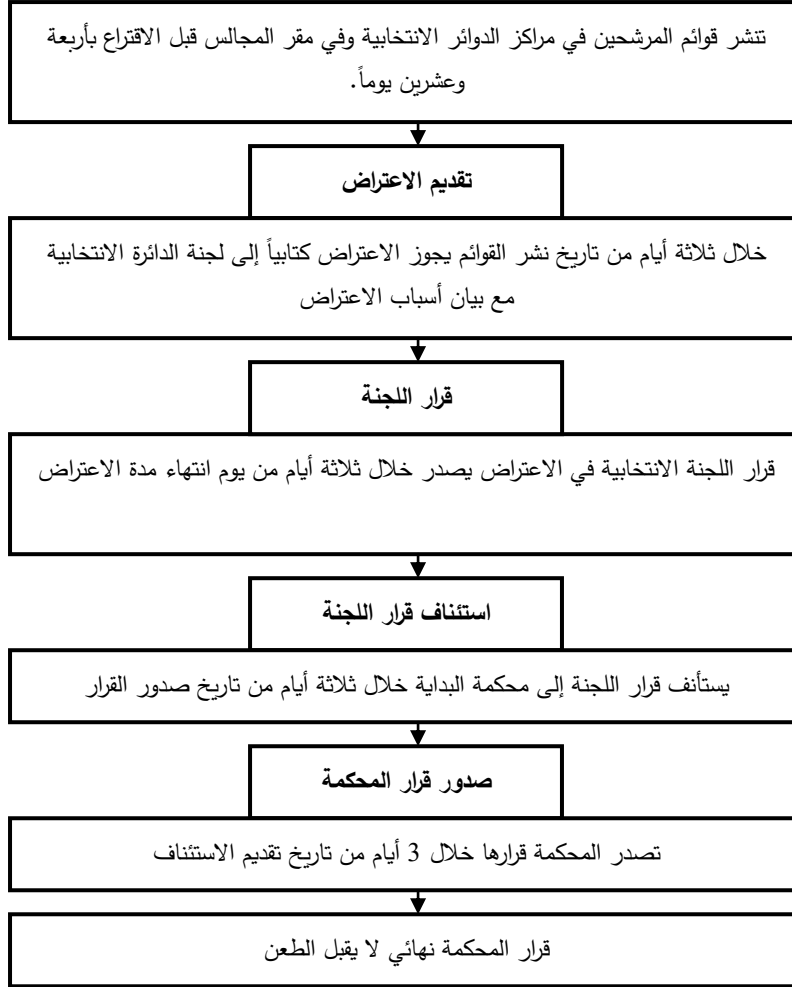 تنشر قوائم المرشحين في مراكز الدوائر الانتخابية وفي مقر المجالس قبل الاقتراع بأربعة
وعشرين يوماً.
تقديم الاعتراض
خلال ثلاثة أيام من تاريخ نشر القوائم يجوز الاعتراض كتابياً إلى لجنة الدائرة الانتخابية
مع بيان أسباب الاعتراض
قرار اللجنة
قرار اللجنة الانتخابية في الاعتراض يصدر خلال ثلاثة أيام من يوم انتهاء مدة الاعتراض
استئناف قرار اللجنة
يستأنف قرار اللجنة إلى محكمة البداية خلال ثلاثة أيام من تاريخ صدور القرار
صدور قرار المحكمة
تصدر المحكمة قرارها خلال 3 أيام من تاريخ تقديم الاستئناف
قرار المحكمة نهائي لا يقبل الطعن